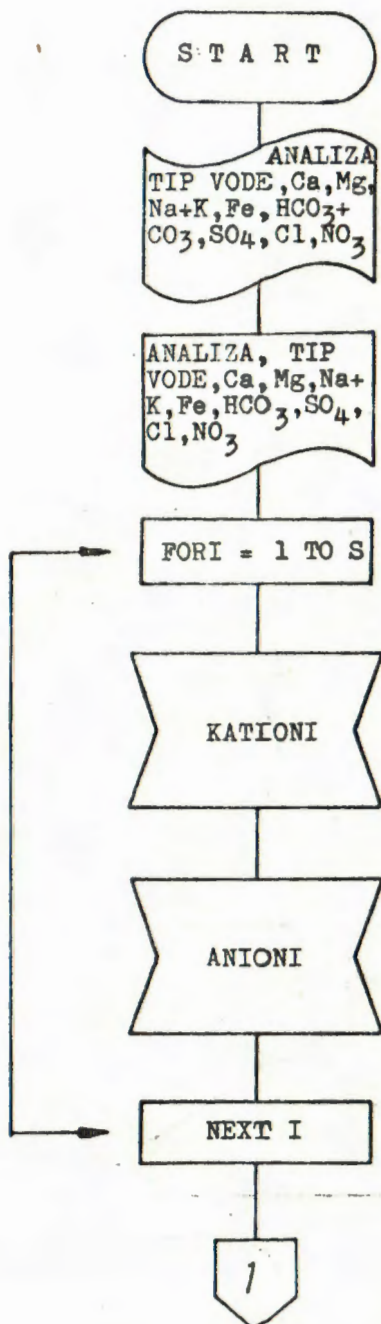 S T A R T
ANALIZA
TIP VODE,Ca,Mg,
Na+K,Fe,HCO3+
CO3,SO4,Cl,NO3
ANALIZA, TIP
VODE,Ca,Mg,Na+
K,Fe,HCO3,SO4,
Cl,NO3
FORI = 1 TO S
KATIONI
ANIONI
NEXT I
1